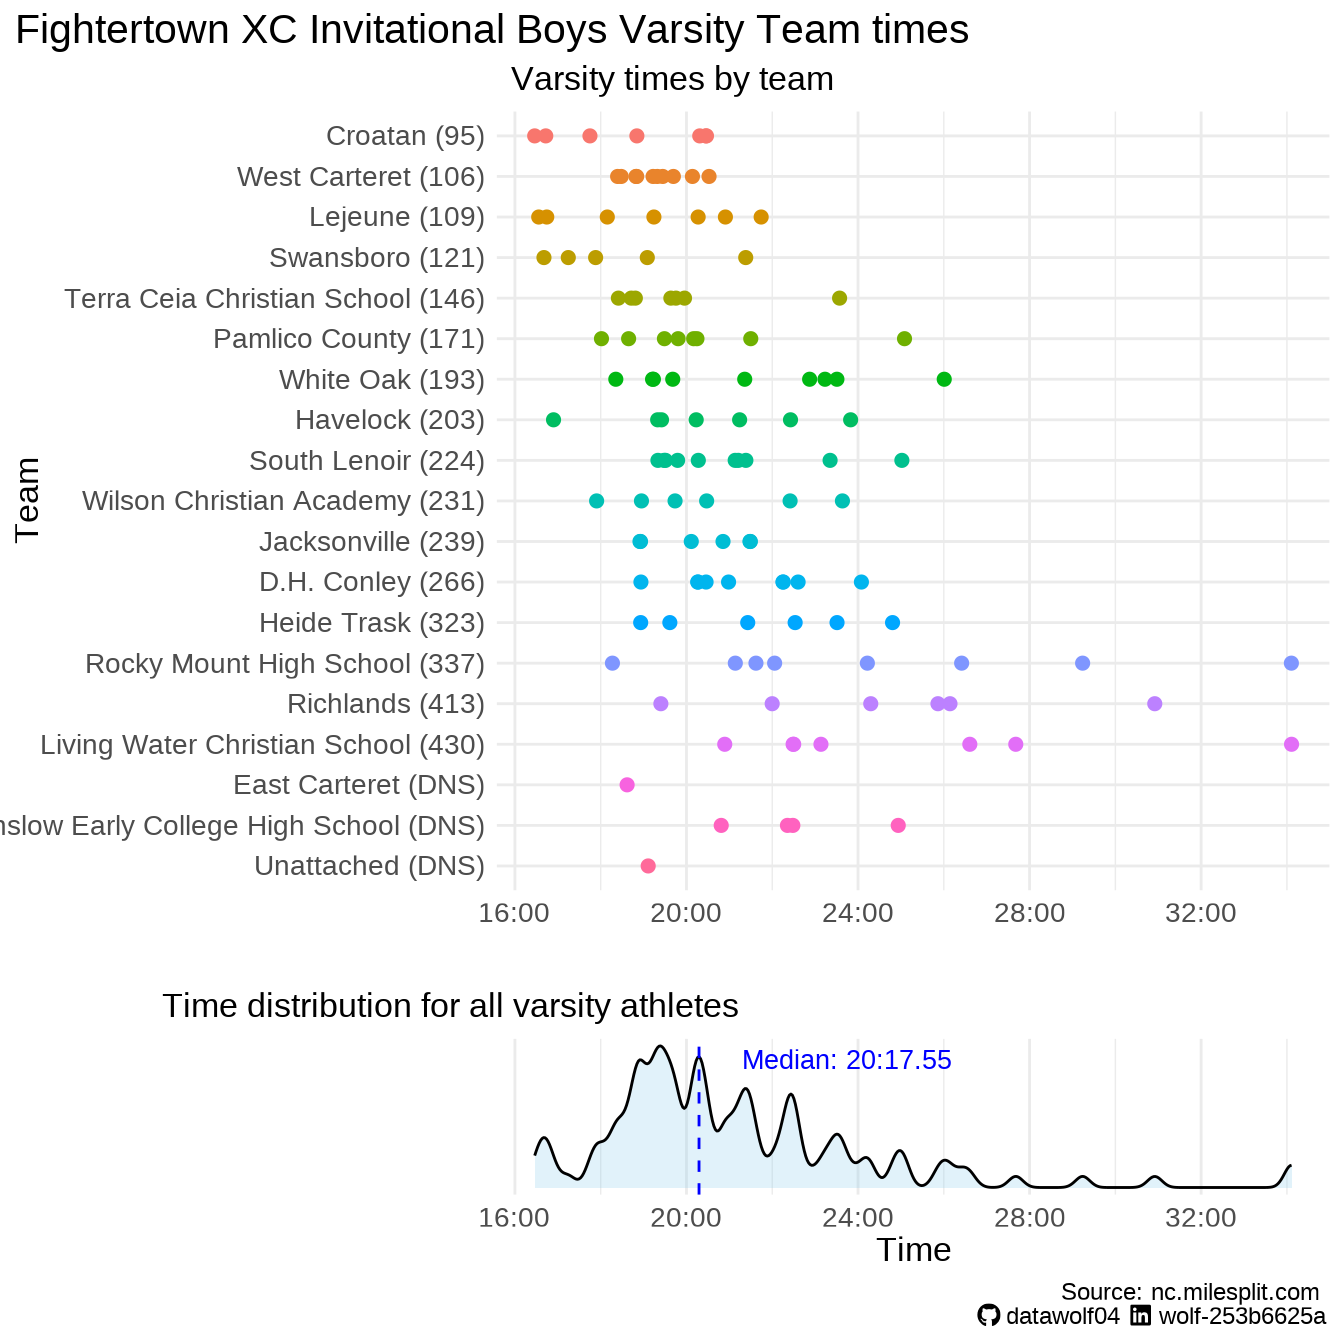 Fightertown XC Invitational Boys Varsity Team times
Varsity times by team
Croatan (95)
West Carteret (106)
Lejeune (109)
Swansboro (121)
Terra Ceia Christian School (146)
Pamlico County (171)
White Oak (193)
Havelock (203)
South Lenoir (224)
Wilson Christian Academy (231)
Jacksonville (239)
D.H. Conley (266)
Heide Trask (323)
Rocky Mount High School (337)
Richlands (413)
Living Water Christian School (430)
East Carteret (DNS)
nslow Early College High School (DNS)
Unattached (DNS)
Team
16:00 20:00 24:00 28:00 32:00
Time distribution for all varsity athletes
Median: 20:17.55
16:00 20:00 24:00 28:00 32:00
Time
Source: nc.milesplit.com
datawolf04 wolf-253b6625a